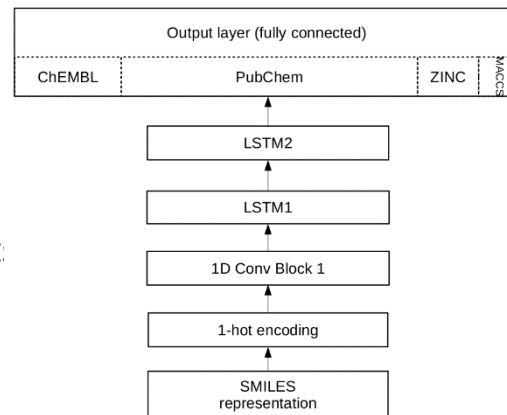 Output layer (fully connected)
ChEMBL
PubChem
ZINC
MACCS
LSTM2
LSTM1
1D Conv Block 1
1-hot encoding
SMILES
representation